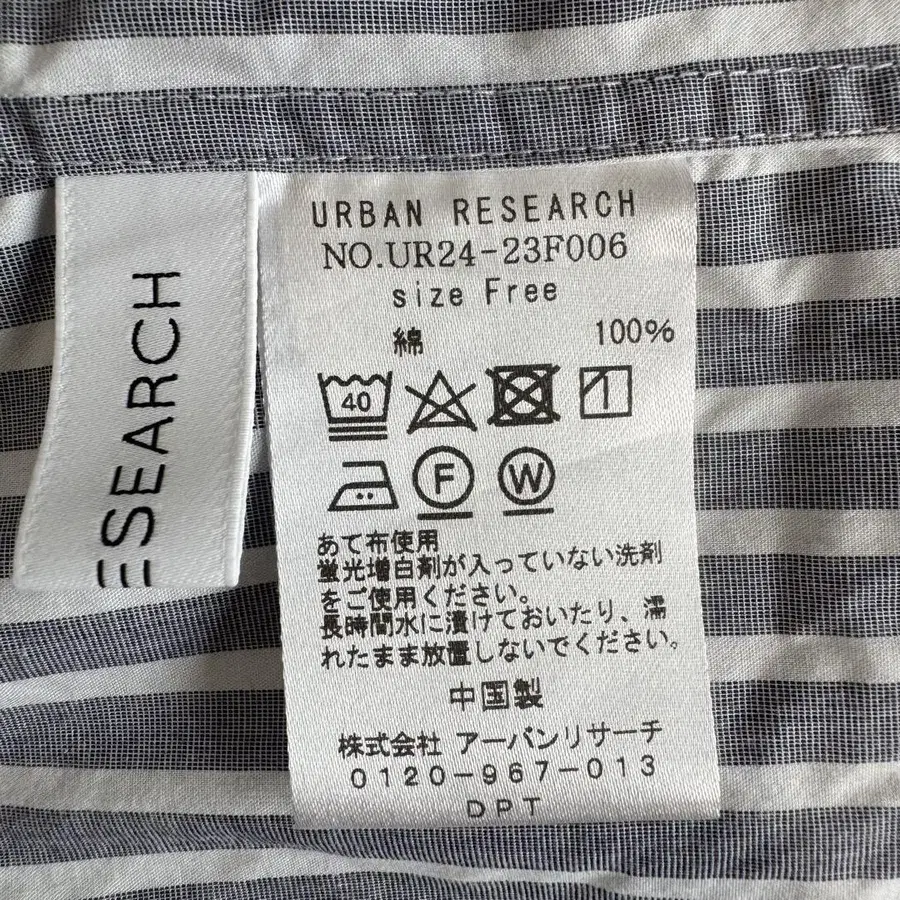 ESEARCH
URBAN RESEARCH
NO.UR24-23F006
size Free
綿 100%
40
F W
あて布使用
蛍光増白剤が入っていない洗剤
をご使用ください。
長時間水に漬けておいたり、濡
れたまま放置しないでください。
中国製
株式会社 アーバンリサーチ
0120-967-013
DPT